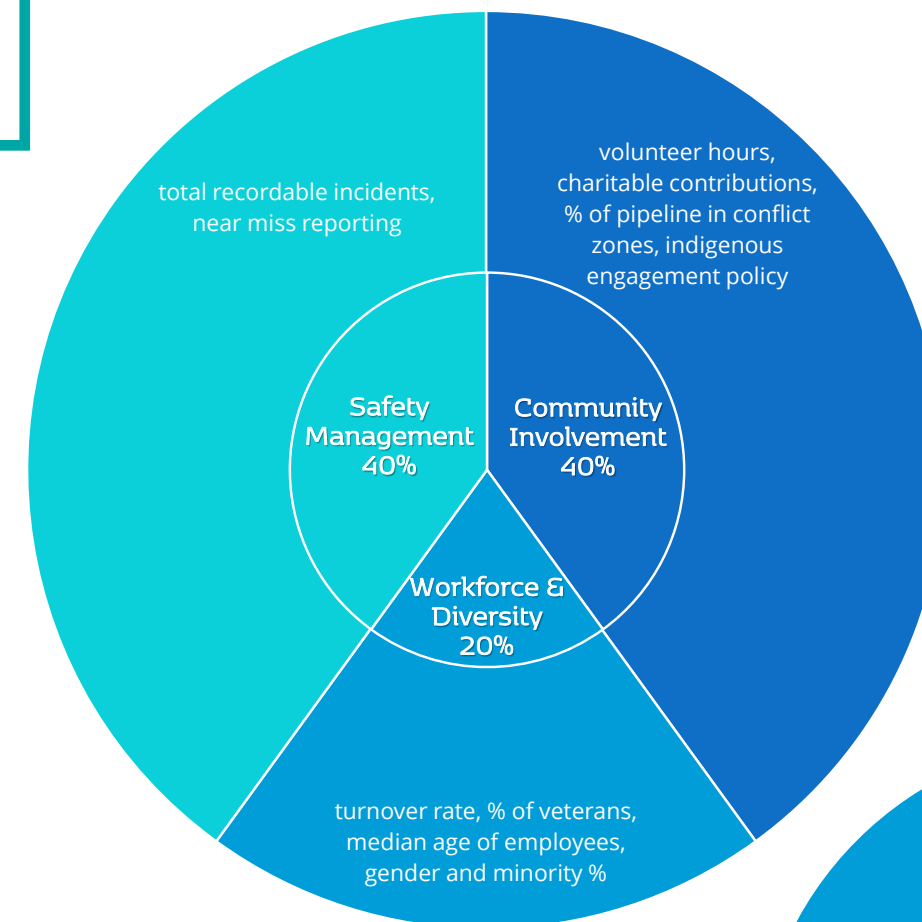 total recordable incidents,
near miss reporting
volunteer hours,
charitable contributions,
% of pipeline in conflict
zones, indigenous
engagement policy
Safety
Management
40%
Community
Involvement
40%
Workforce &
Diversity
20%
turnover rate, % of veterans,
median age of employees,
gender and minority %